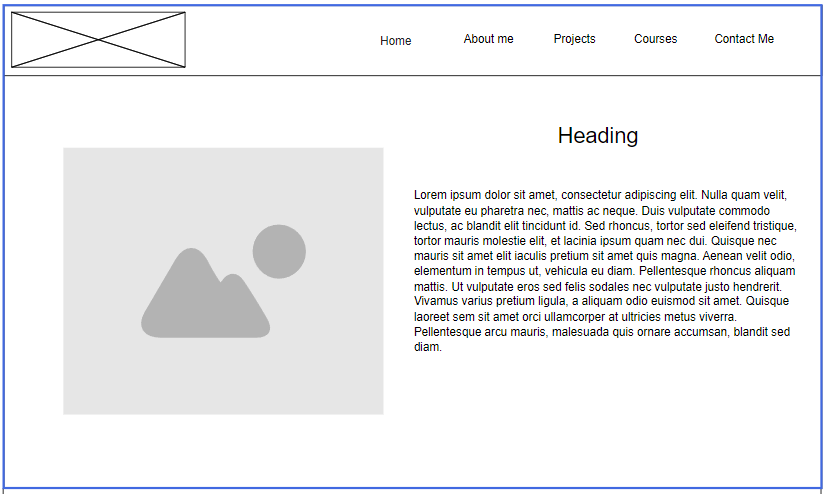 Home About me Projects Courses Contact Me
Heading
Lorem ipsum dolor sit amet, consectetur adipiscing elit. Nulla quam velit,
vulputate eu pharetra nec, mattis ac neque. Duis vulputate commodo
lectus, ac blandit elit tincidunt id. Sed rhoncus, tortor sed eleifend tristique,
tortor mauris molestie elit, et lacinia ipsum quam nec dui. Quisque nec
mauris sit amet elit iaculis pretium sit amet quis magna. Aenean velit odio,
elementum in tempus ut, vehicula eu diam. Pellentesque rhoncus aliquam
mattis. Ut vulputate eros sed felis sodales nec vulputate justo hendrerit.
Vivamus varius pretium ligula, a aliquam odio euismod sit amet. Quisque
laoreet sem sit amet orci ullamcorper at ultricies metus viverra.
Pellentesque arcu mauris, malesuada quis ornare accumsan, blandit sed
diam.